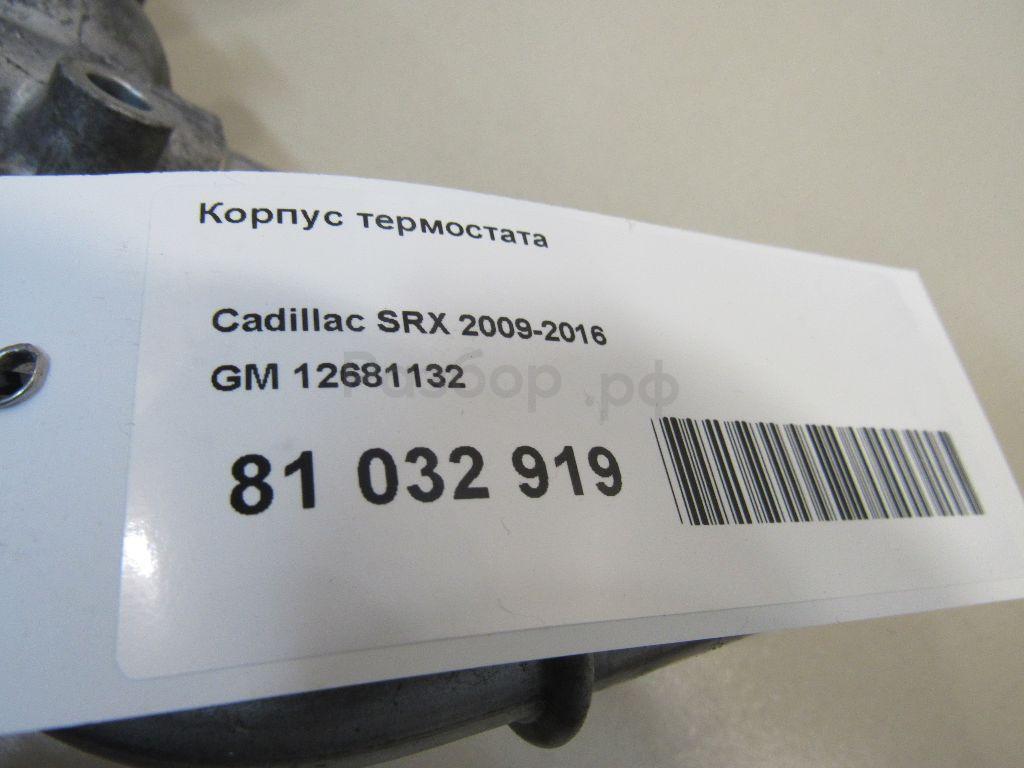 Корпус термостата
Cadillac SRX 2009-2016
GM 12681132
Разбор.рф
81 032 919